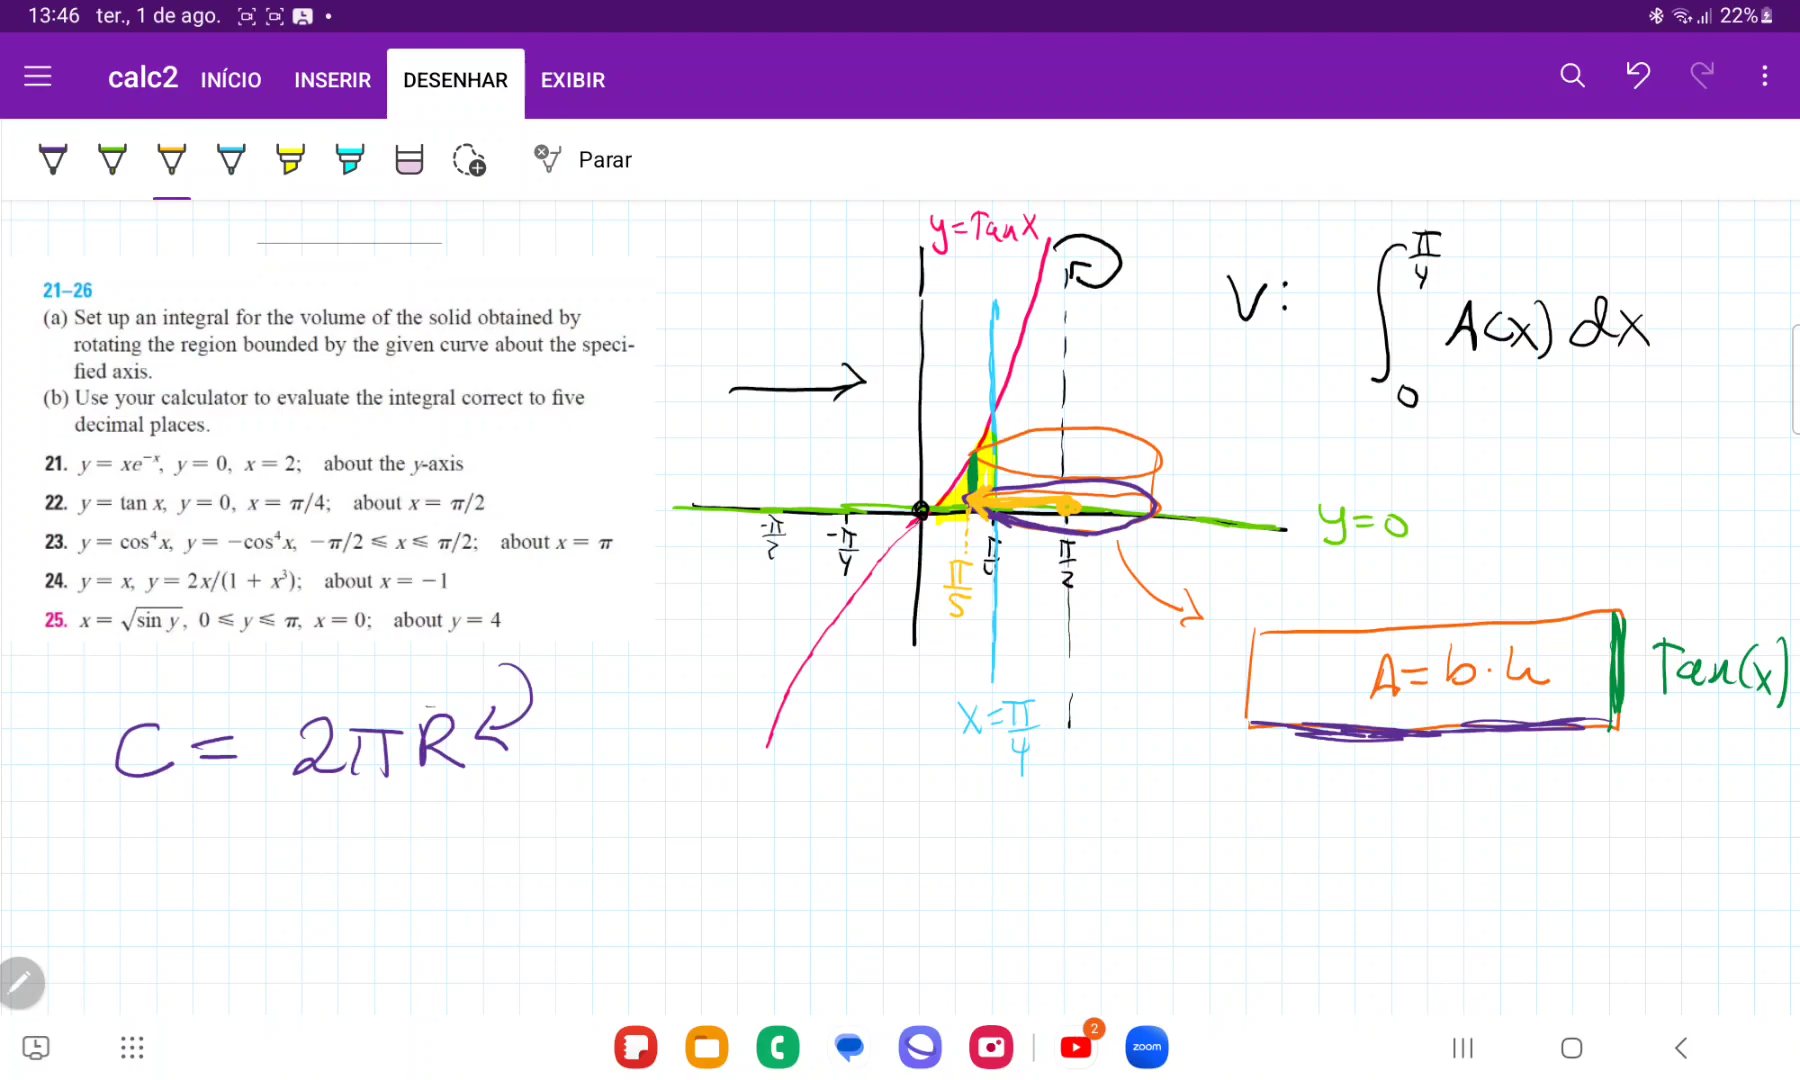 13:46 ter., 1 de ago.
22%
calc2 INÍCIO INSERIR DESENHAR EXIBIR
Parar
21–26
(a) Set up an integral for the volume of the solid obtained by
rotating the region bounded by the given curve about the speci-
fied axis.
(b) Use your calculator to evaluate the integral correct to five
decimal places.
21. y = xe⁻ˣ, y = 0, x = 2; about the y-axis
22. y = tan x, y = 0, x = π/4; about x = π/2
23. y = cos⁴x, y = −cos⁴x, −π/2 ⩽ x ⩽ π/2; about x = π
24. y = x, y = 2x/(1 + x³); about x = −1
25. x = √sin y, 0 ⩽ y ⩽ π, x = 0; about y = 4
C = 2πR
y=Tanx
-π/2
-π/4
π/5
π/2
x=π/4
y=0
V: ∫₀^(π/4) A(x) dx
A=b.h
Tan(x)
2
zoom